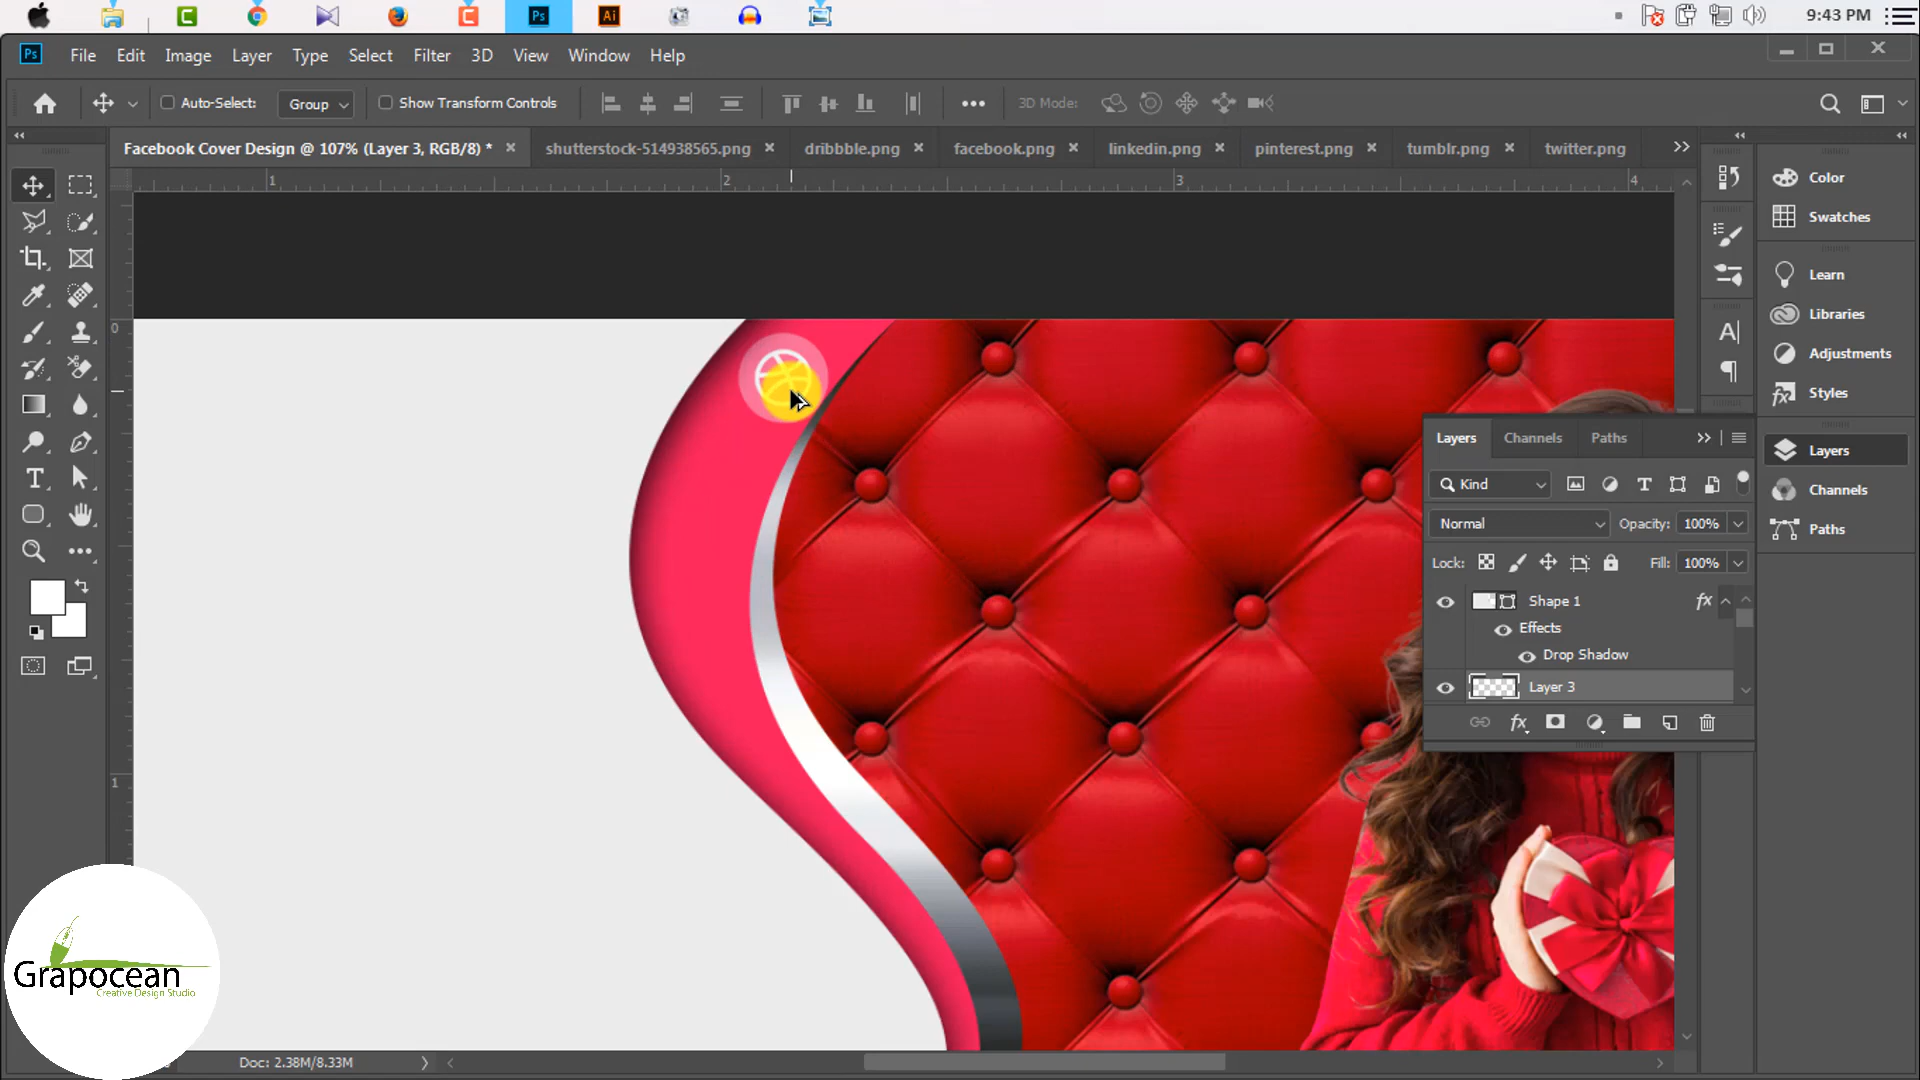 9:43 PM
Ps
File Edit Image Layer Type Select Filter 3D View Window Help
Auto-Select: Group Show Transform Controls 3D Mode:
Facebook Cover Design @ 107% (Layer 3, RGB/8) * shutterstock-514938565.png dribbble.png facebook.png linkedin.png pinterest.png tumblr.png twitter.png
1 2 3 4
0
1
Color
Swatches
Learn
Libraries
Adjustments
Styles
Layers
Channels
Paths
Layers Channels Paths
Kind
Normal Opacity: 100%
Lock: Fill: 100%
Shape 1 fx
Effects
Drop Shadow
Layer 3
Grapocean
Creative Design Studio
Doc: 2.38M/8.33M